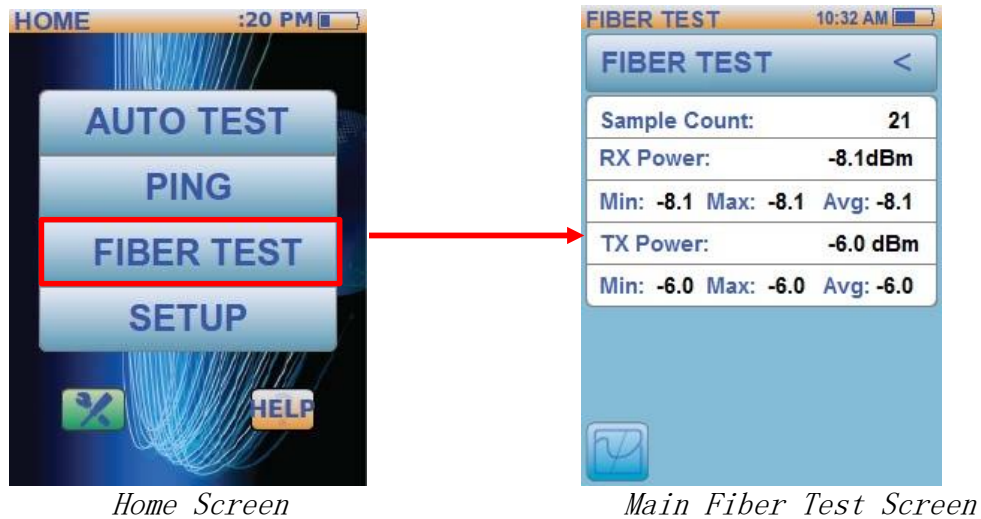 HOME :20 PM
AUTO TEST
PING
FIBER TEST
SETUP
HELP
Home Screen
FIBER TEST 10:32 AM
FIBER TEST <
Sample Count: 21
RX Power: -8.1dBm
Min: -8.1 Max: -8.1 Avg: -8.1
TX Power: -6.0 dBm
Min: -6.0 Max: -6.0 Avg: -6.0
Main Fiber Test Screen